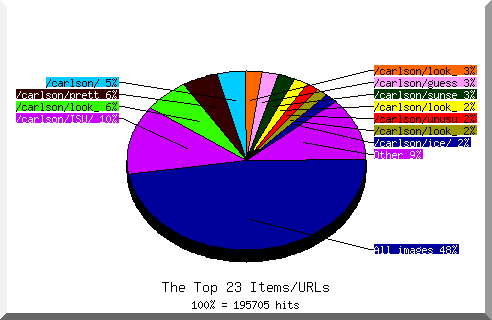 /carlson/ 5%
/carlson/prett 6%
/carlson/look_ 6%
/carlson/ISU/ 10%
/carlson/look_ 3%
/carlson/guess 3%
/carlson/sunse 3%
/carlson/look_ 2%
/carlson/unusu 2%
/carlson/look_ 2%
/carlson/ice/ 2%
Other 9%
All images 48%
The Top 23 Items/URLs
100% = 195705 hits